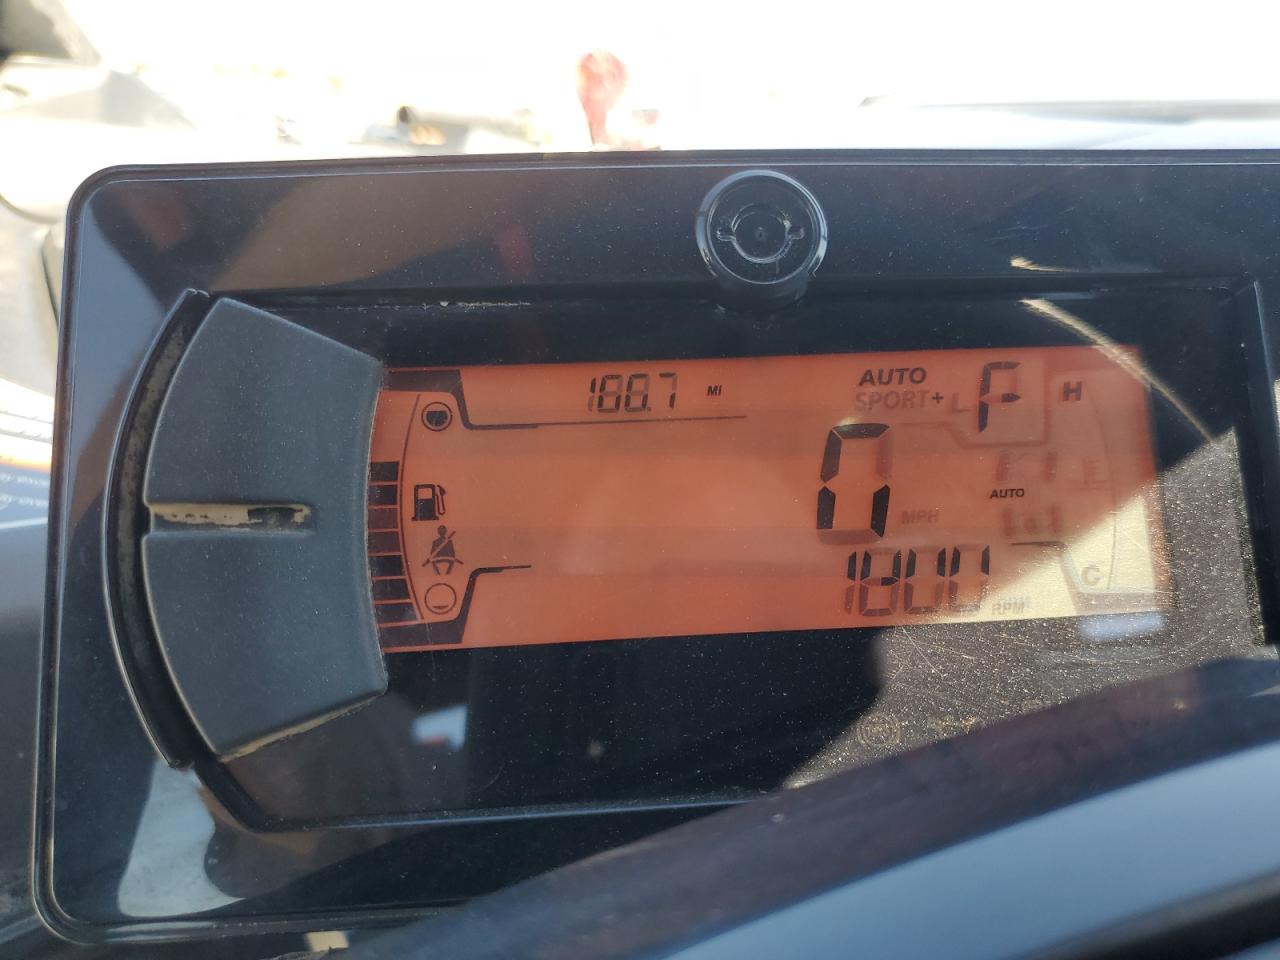 188.7 MI
AUTO
SPORT+ L F H
0 MPH
AUTO
1800 RPM
C